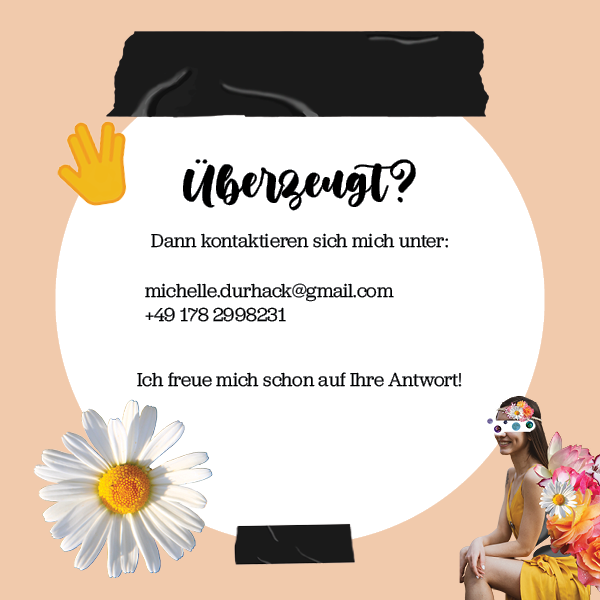 Überzeugt?
Dann kontaktieren sich mich unter:
michelle.durhack@gmail.com
+49 178 2998231
Ich freue mich schon auf Ihre Antwort!